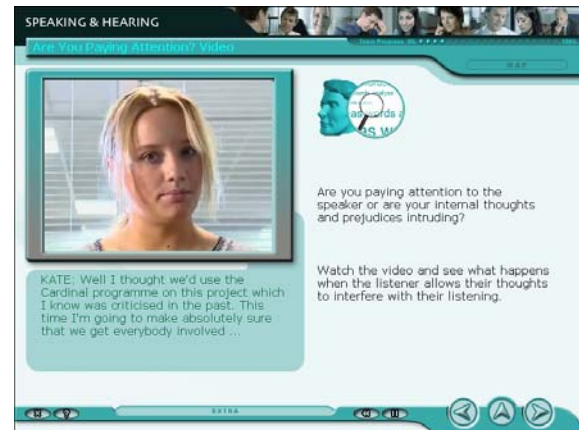 SPEAKING & HEARING
Are You Paying Attention? Video
MAP
as words a
as w
Are you paying attention to the
speaker or are your internal thoughts
and prejudices intruding?
KATE: Well I thought we'd use the
Cardinal programme on this project which
I know was criticised in the past. This
time I'm going to make absolutely sure
that we get everybody involved ...
Watch the video and see what happens
when the listener allows their thoughts
to interfere with their listening.
EXTRA